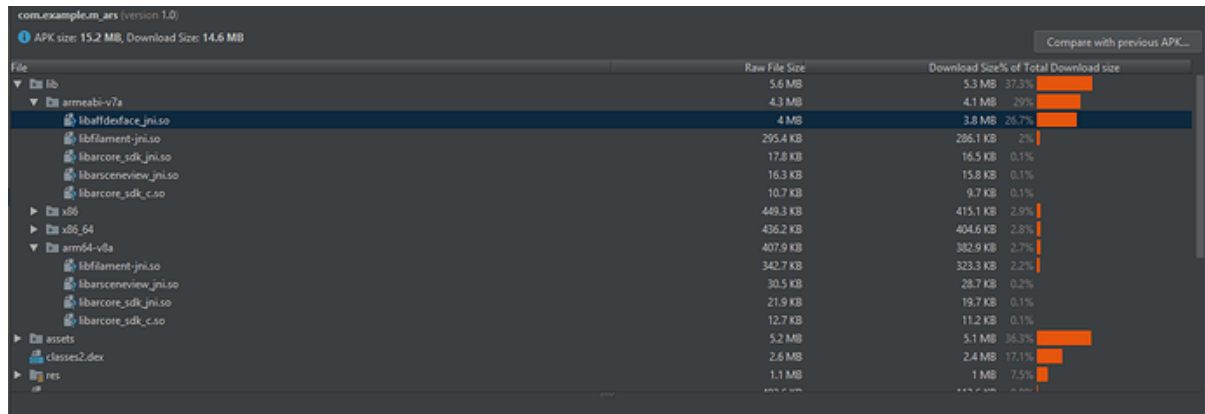 com.example.m_ars (version 1.0)
APK size: 15.2 MB, Download Size: 14.6 MB
Compare with previous APK...
File Raw File Size Download Size % of Total Download size
lib 5.6 MB 5.3 MB 37.3%
armeabi-v7a 4.3 MB 4.1 MB 29%
libaffdexface_jni.so 4 MB 3.8 MB 26.7%
libfilament-jni.so 295.4 KB 286.1 KB 2%
libarcore_sdk_jni.so 17.8 KB 16.5 KB 0.1%
libarsceneview_jni.so 16.3 KB 15.8 KB 0.1%
libarcore_sdk_c.so 10.7 KB 9.7 KB 0.1%
x86 449.3 KB 415.1 KB 2.9%
x86_64 436.2 KB 404.6 KB 2.8%
arm64-v8a 407.9 KB 382.9 KB 2.7%
libfilament-jni.so 342.7 KB 323.3 KB 2.2%
libarsceneview_jni.so 30.5 KB 28.7 KB 0.2%
libarcore_sdk_jni.so 21.9 KB 19.7 KB 0.1%
libarcore_sdk_c.so 12.7 KB 11.2 KB 0.1%
assets 5.2 MB 5.1 MB 36.3%
classes2.dex 2.6 MB 2.4 MB 17.1%
res 1.1 MB 1 MB 7.5%